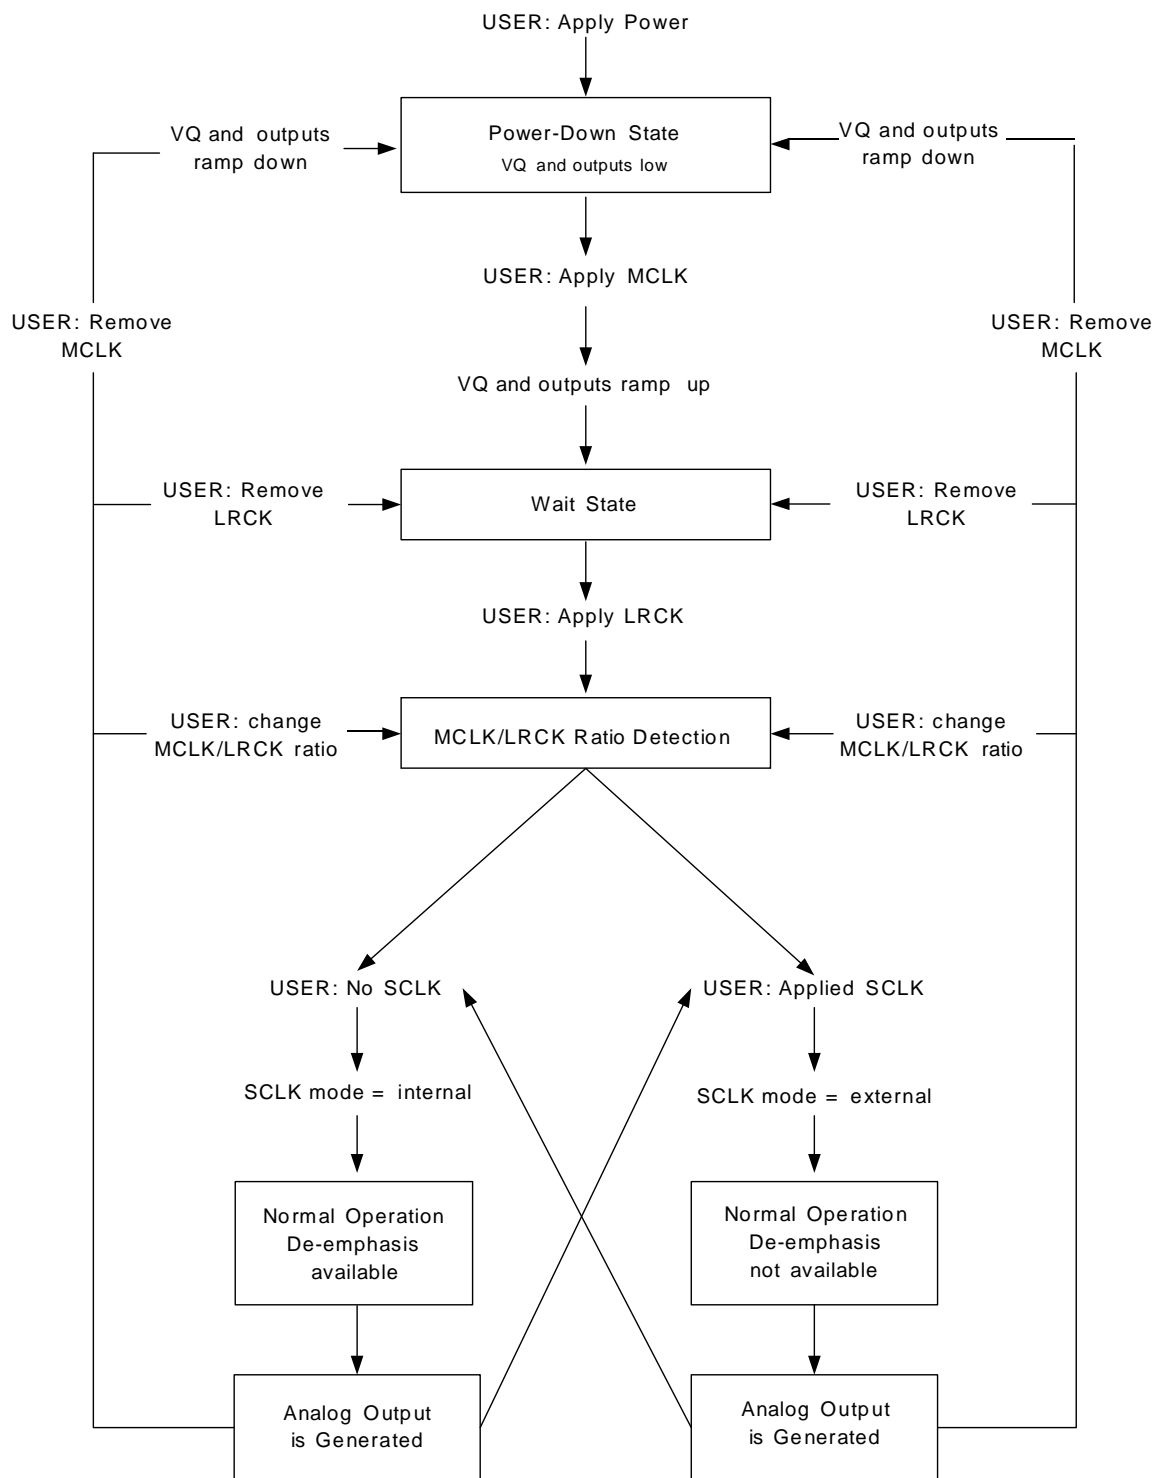 USER: Apply Power
VQ and outputs
ramp down
Power-Down State
VQ and outputs low
VQ and outputs
ramp down
USER: Apply MCLK
USER: Remove
MCLK
USER: Remove
MCLK
VQ and outputs ramp up
USER: Remove
LRCK
Wait State
USER: Remove
LRCK
USER: Apply LRCK
USER: change
MCLK/LRCK ratio
MCLK/LRCK Ratio Detection
USER: change
MCLK/LRCK ratio
USER: No SCLK
USER: Applied SCLK
SCLK mode = internal
SCLK mode = external
Normal Operation
De-emphasis
available
Normal Operation
De-emphasis
not available
Analog Output
is Generated
Analog Output
is Generated